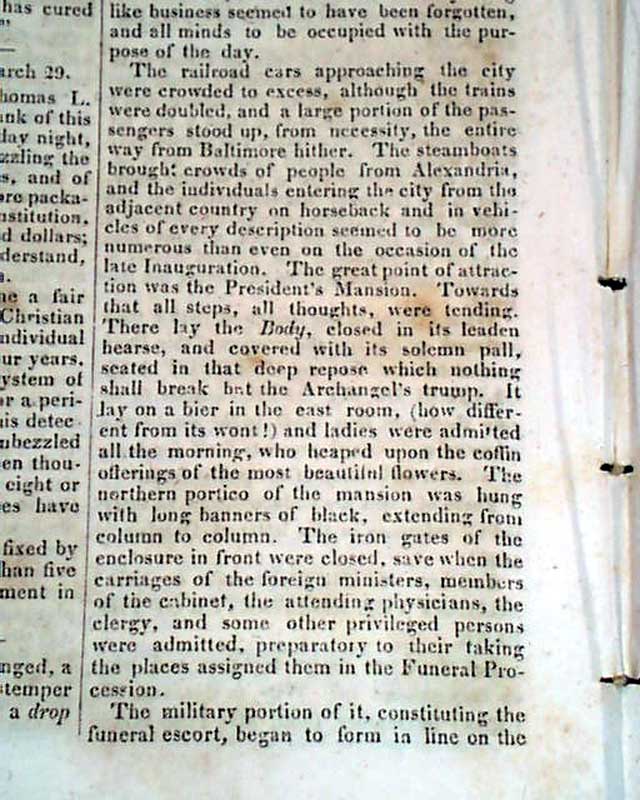 has cured
arch 29.
homas L.
ank of this
day night,
zzling the
s, and of
ore packa-
nstitution,
d dollars;
derstand,
a.
ne a fair
Christian
ndividual
ur years.
ystem of
or a peri-
his detec
mbezzled
en thou-
eight or
es have
fixed by
han five
ment in
nged, a
stemper
a drop
like business seemed to have been forgotten,
and all minds to be occupied with the pur-
pose of the day.
The railroad cars approaching the city
were crowded to excess, although the trains
were doubled, and a large portion of the pas-
sengers stood up, from necessity, the entire
way from Baltimore hither. The steamboats
brought crowds of people from Alexandria,
and the individuals entering the city from the
adjacent country on horseback and in vehi-
cles of every description seemed to be more
numerous than even on the occasion of the
late Inauguration. The great point of attrac-
tion was the President's Mansion. Towards
that all steps, all thoughts, were tending.
There lay the Body, closed in its leaden
hearse, and covered with its solemn pall,
seated in that deep repose which nothing
shall break but the Archangel's trump. It
lay on a bier in the east room, (how differ-
ent from its wont!) and ladies were admitted
all the morning, who heaped upon the coffin
offerings of the most beautiful flowers. The
northern portico of the mansion was hung
with long banners of black, extending from
column to column. The iron gates of the
enclosure in front were closed, save when the
carriages of the foreign ministers, members
of the cabinet, the attending physicians, the
clergy, and some other privileged persons
were admitted, preparatory to their taking
the places assigned them in the Funeral Pro-
cession.
The military portion of it, constituting the
funeral escort, began to form in line on the